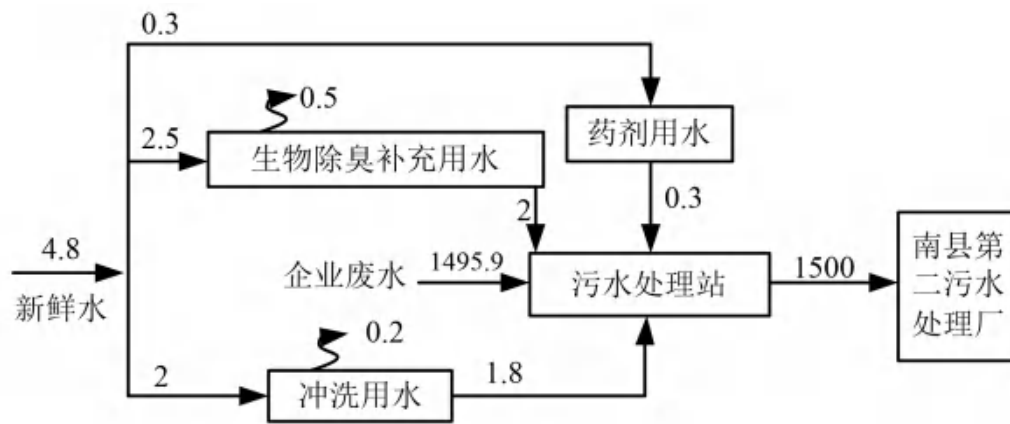 0.3
0.5
药剂用水
2.5
生物除臭补充用水
0.3
2
4.8
新鲜水
企业废水
1495.9
污水处理站
1500
南县第
二污水
处理厂
0.2
2
冲洗用水
1.8